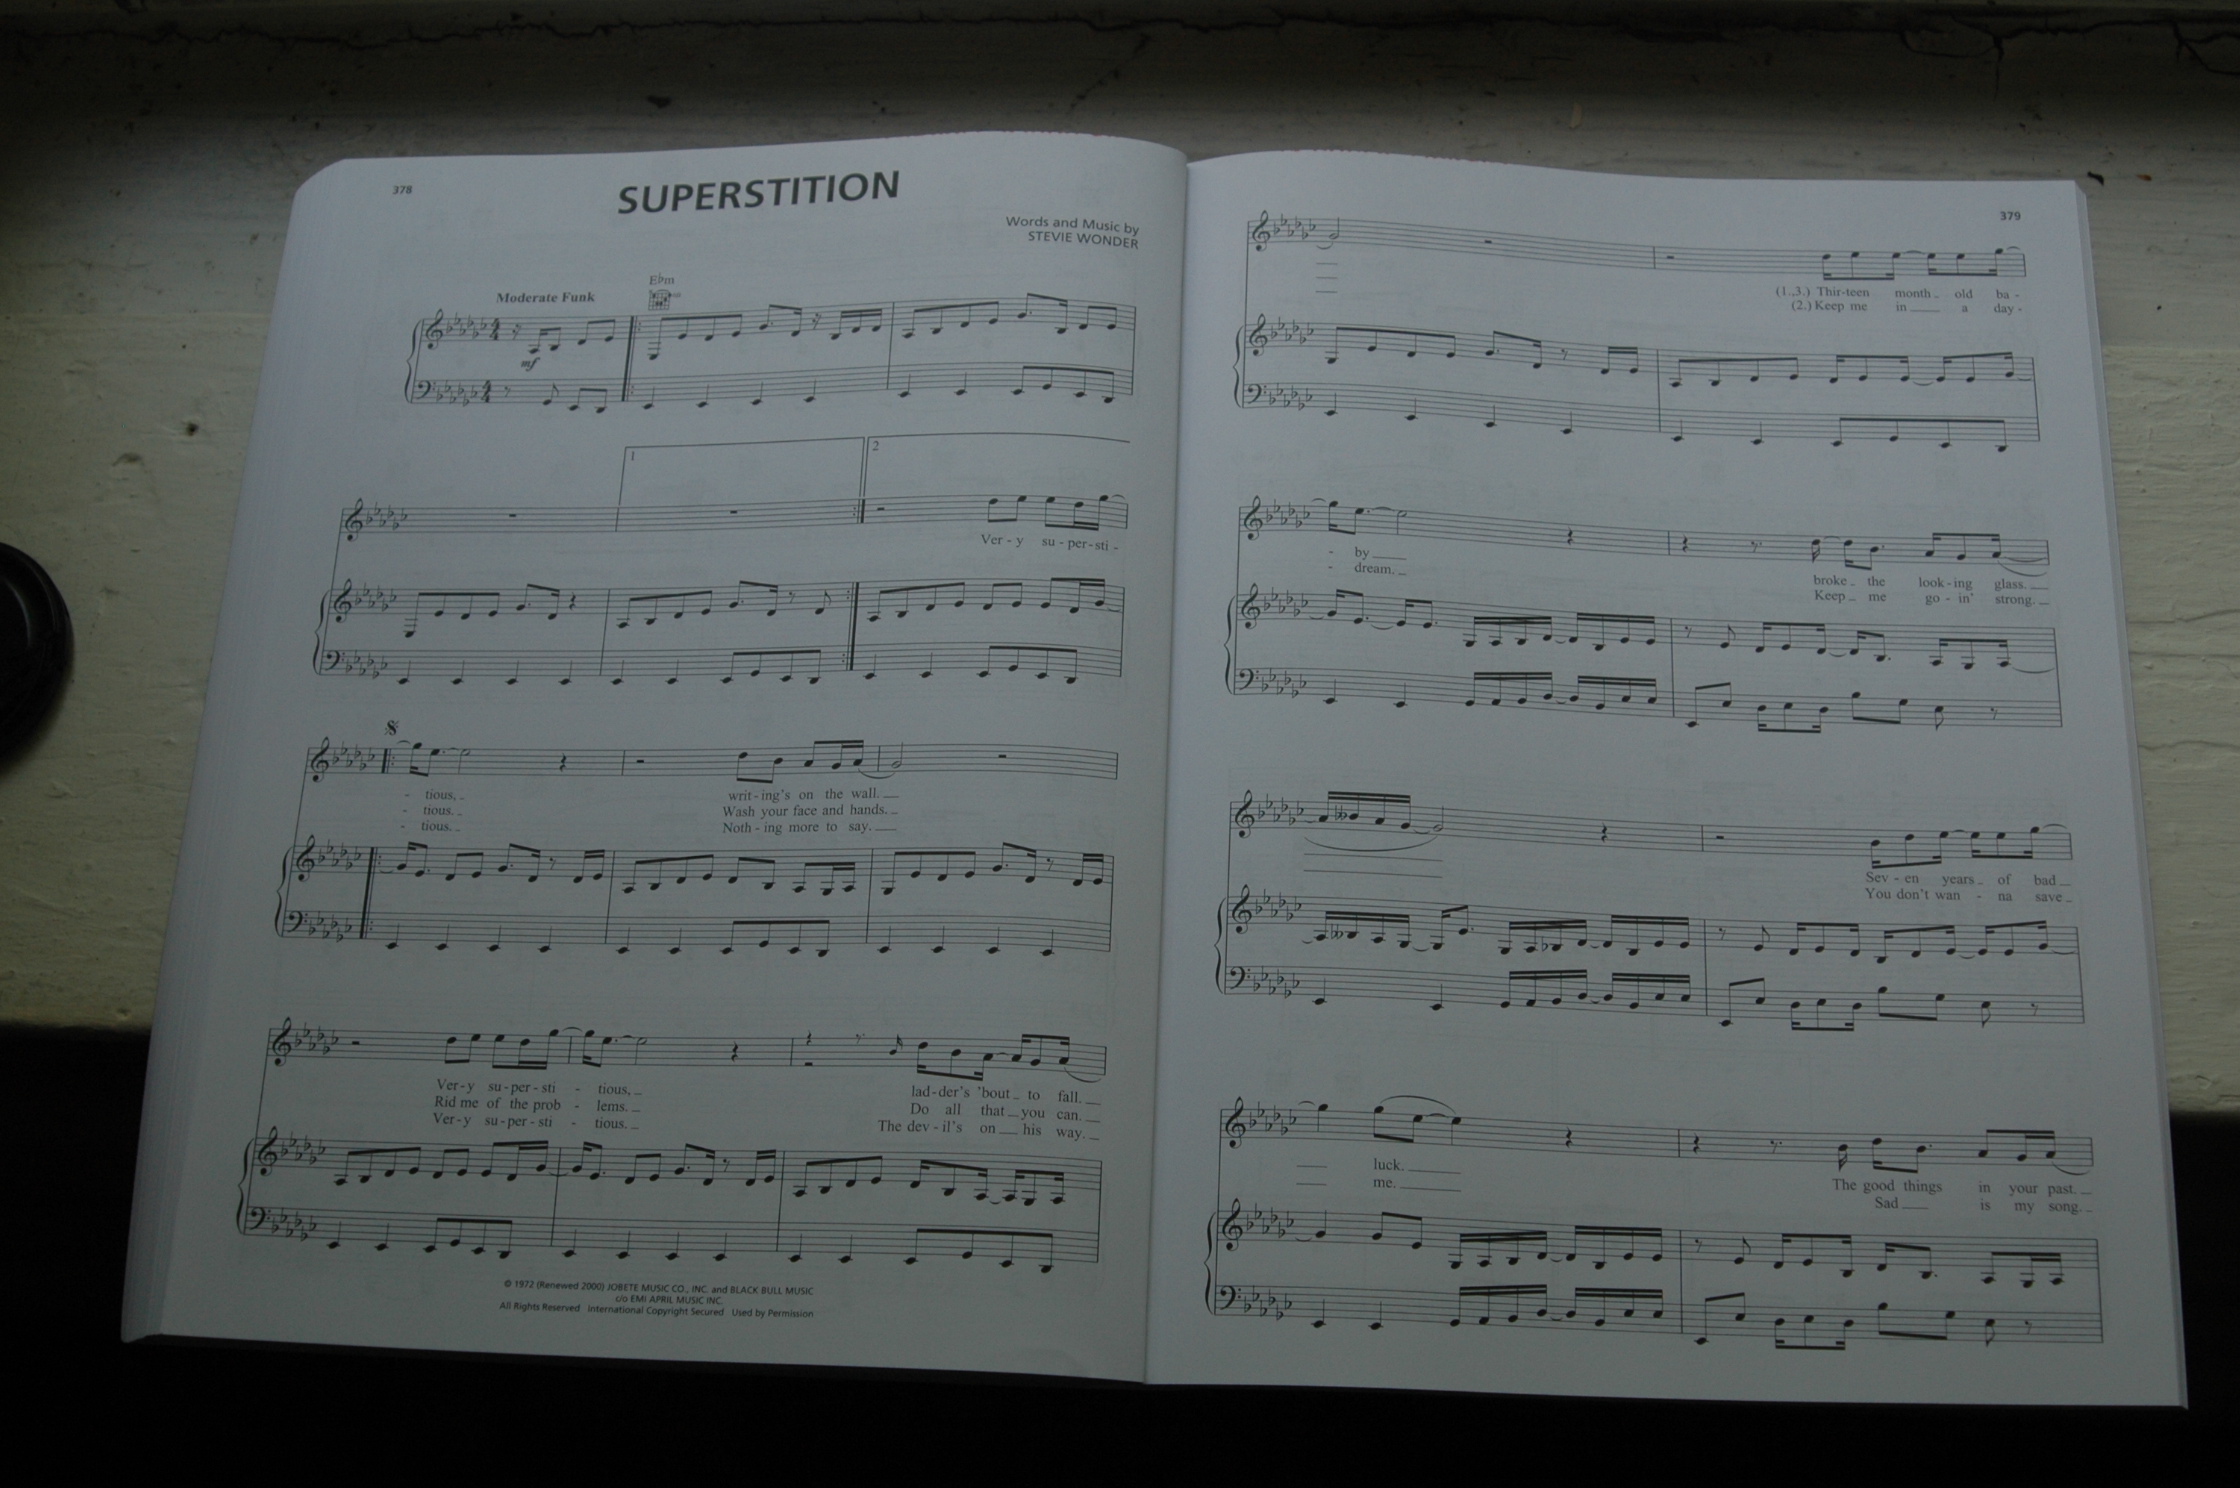 378
SUPERSTITION
Words and Music by
STEVIE WONDER
Moderate Funk
E♭m
mf
1
2
Ver - y su - per - sti -
- tious, writ - ing's on the wall.
- tious. Wash your face and hands.
- tious. Noth - ing more to say.
Ver - y su - per - sti - tious, lad - der's 'bout to fall.
Rid me of the prob - lems. Do all that you can.
Ver - y su - per - sti - tious. The dev - il's on his way.
© 1972 (Renewed 2000) JOBETE MUSIC CO., INC. and BLACK BULL MUSIC
c/o EMI APRIL MUSIC INC.
All Rights Reserved International Copyright Secured Used by Permission
379
(1.,3.) Thir - teen month old ba -
(2.) Keep me in a day -
- by broke the look - ing glass.
- dream. Keep me go - in' strong.
Sev - en years of bad
You don't wan - na save
luck. The good things in your past.
me. Sad is my song.